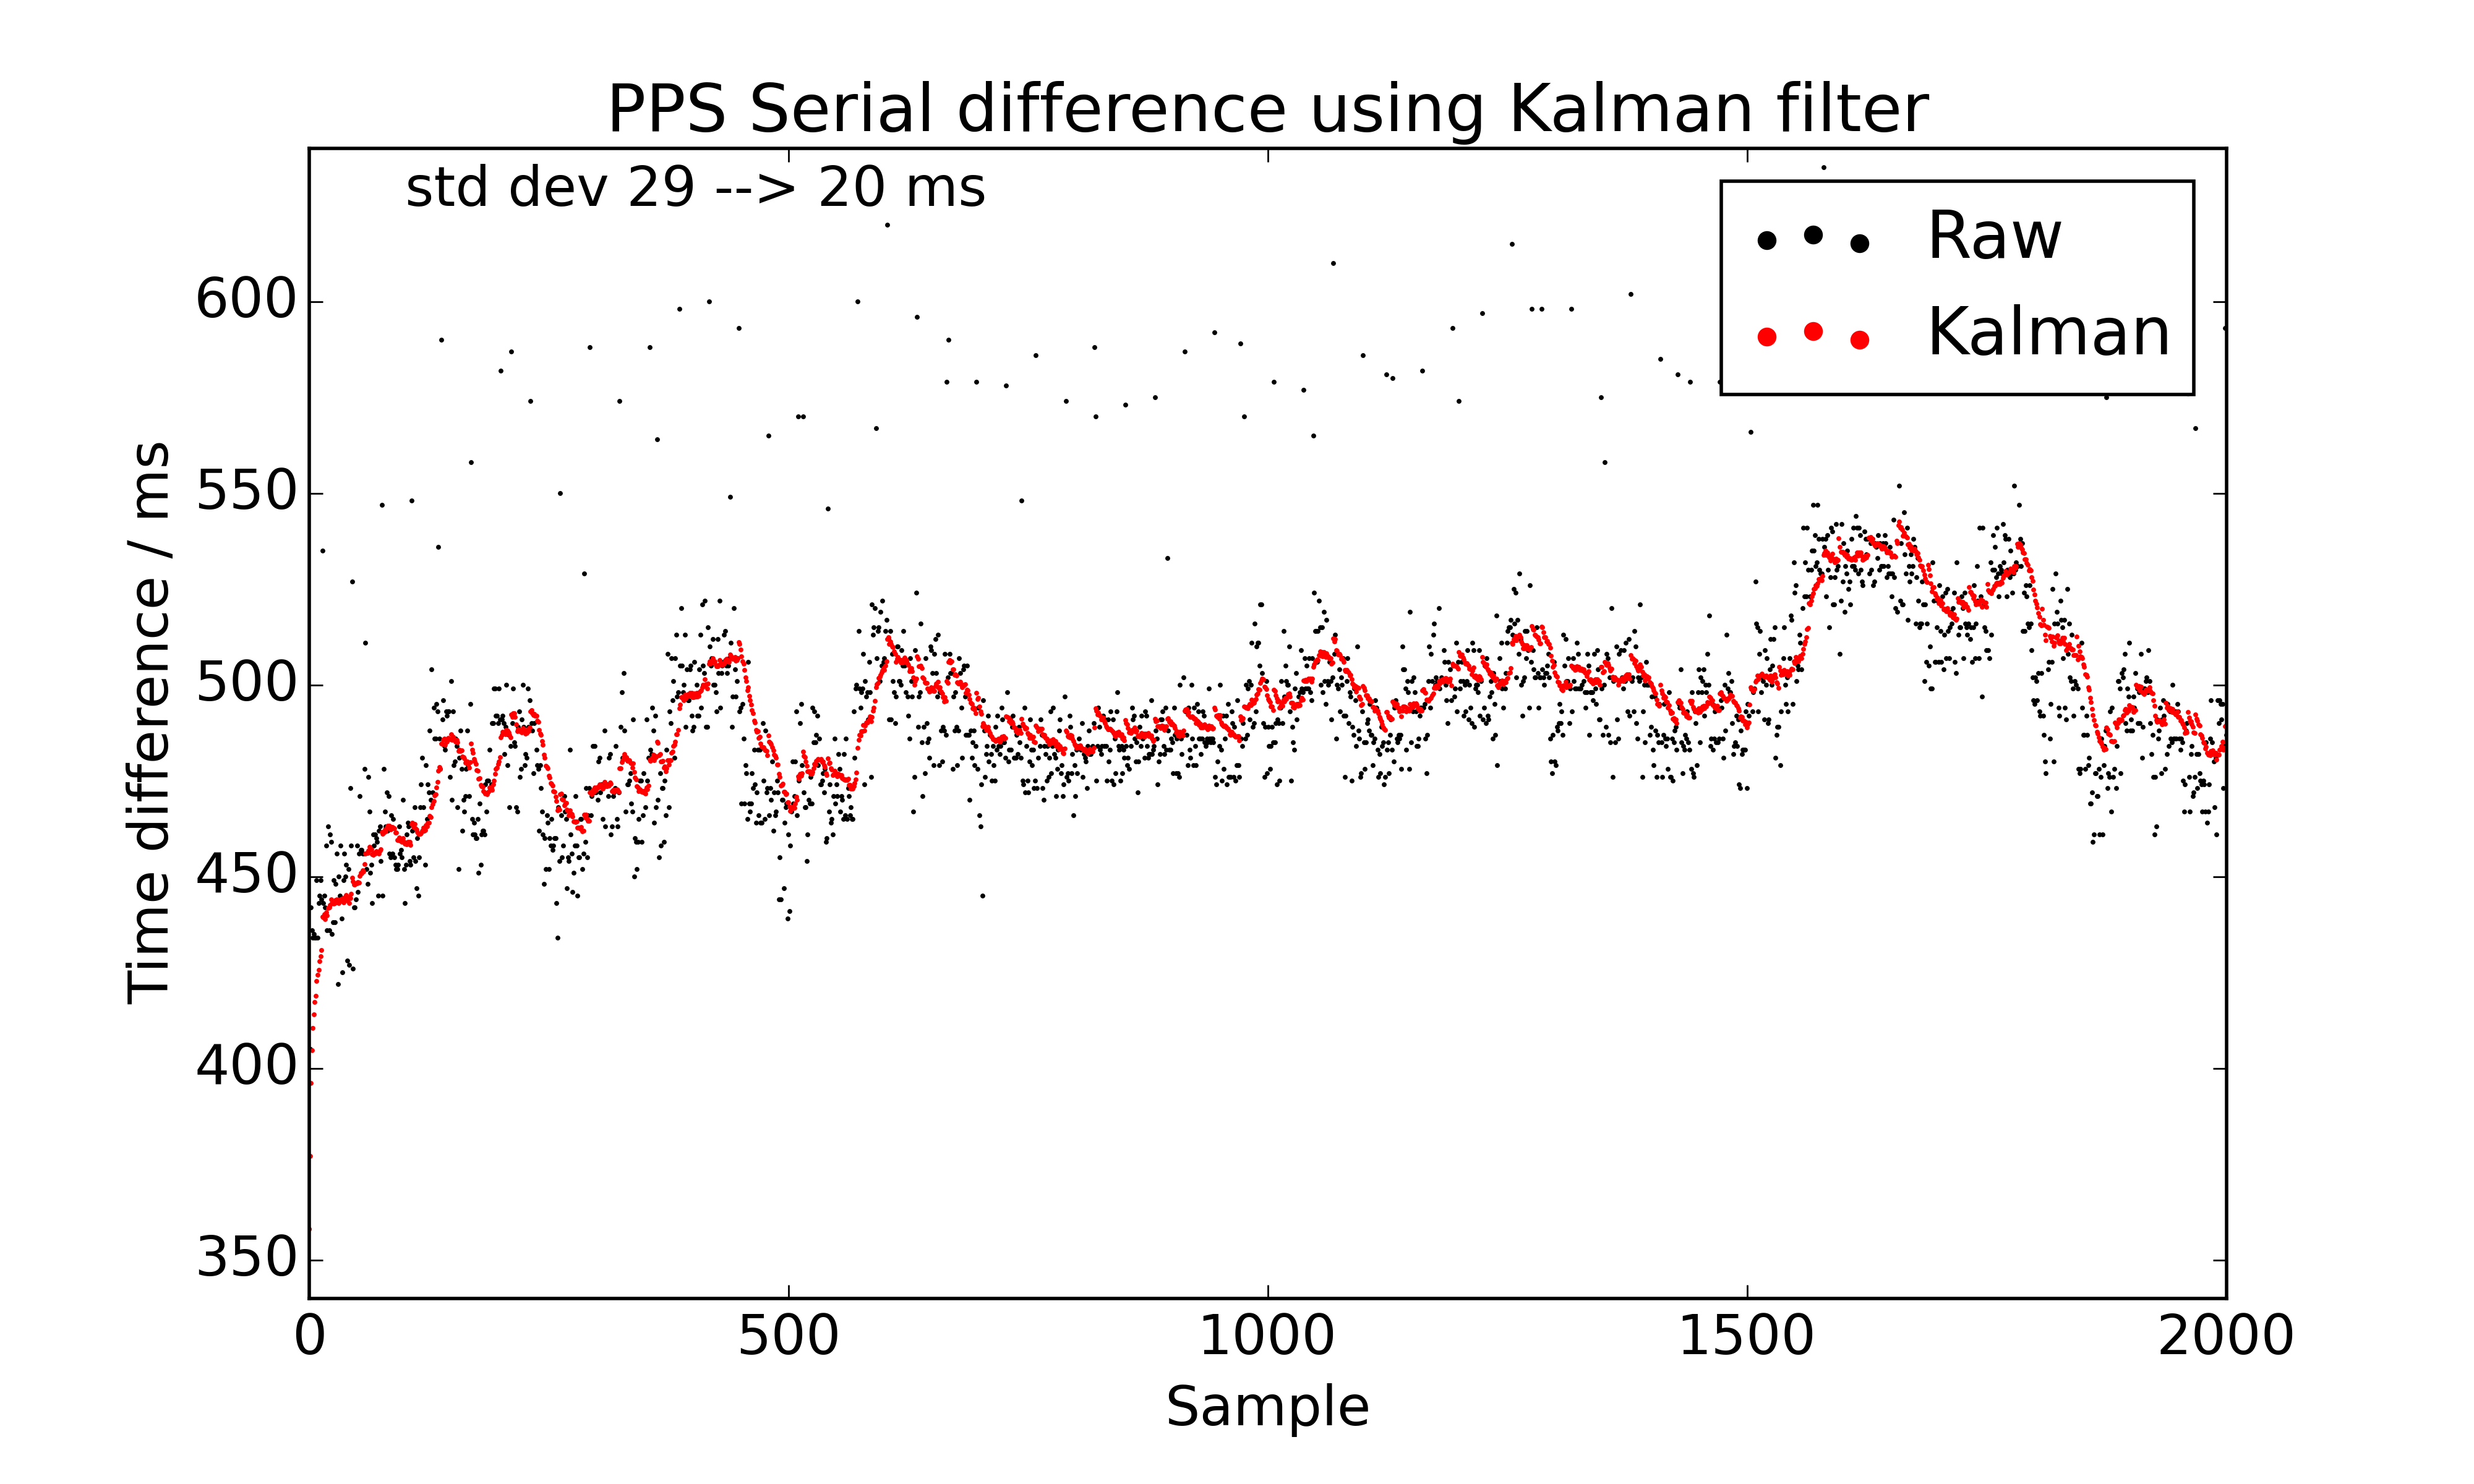 PPS Serial difference using Kalman filter
std dev 29 --> 20 ms
Raw
Kalman
Time difference / ms
600
550
500
450
400
350
0
500
1000
1500
2000
Sample